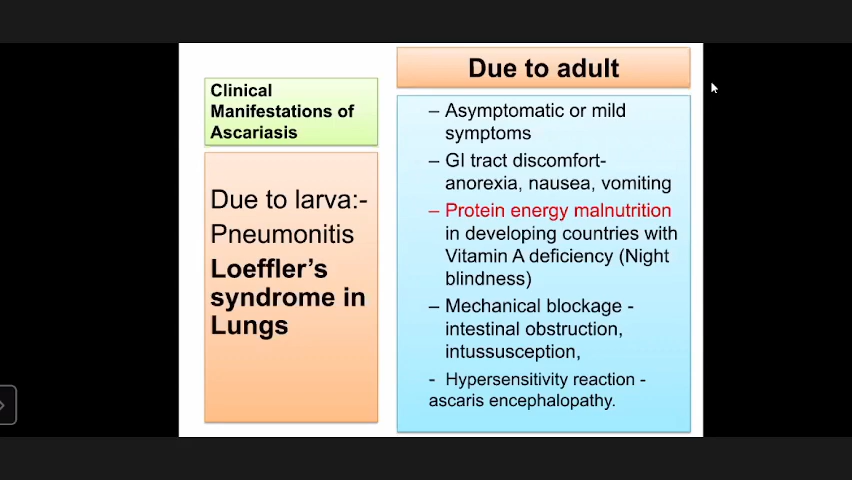 Clinical
Manifestations of
Ascariasis
Due to larva:-
Pneumonitis
Loeffler's
syndrome in
Lungs
Due to adult
– Asymptomatic or mild
symptoms
– GI tract discomfort-
anorexia, nausea, vomiting
– Protein energy malnutrition
in developing countries with
Vitamin A deficiency (Night
blindness)
– Mechanical blockage -
intestinal obstruction,
intussusception,
- Hypersensitivity reaction -
ascaris encephalopathy.